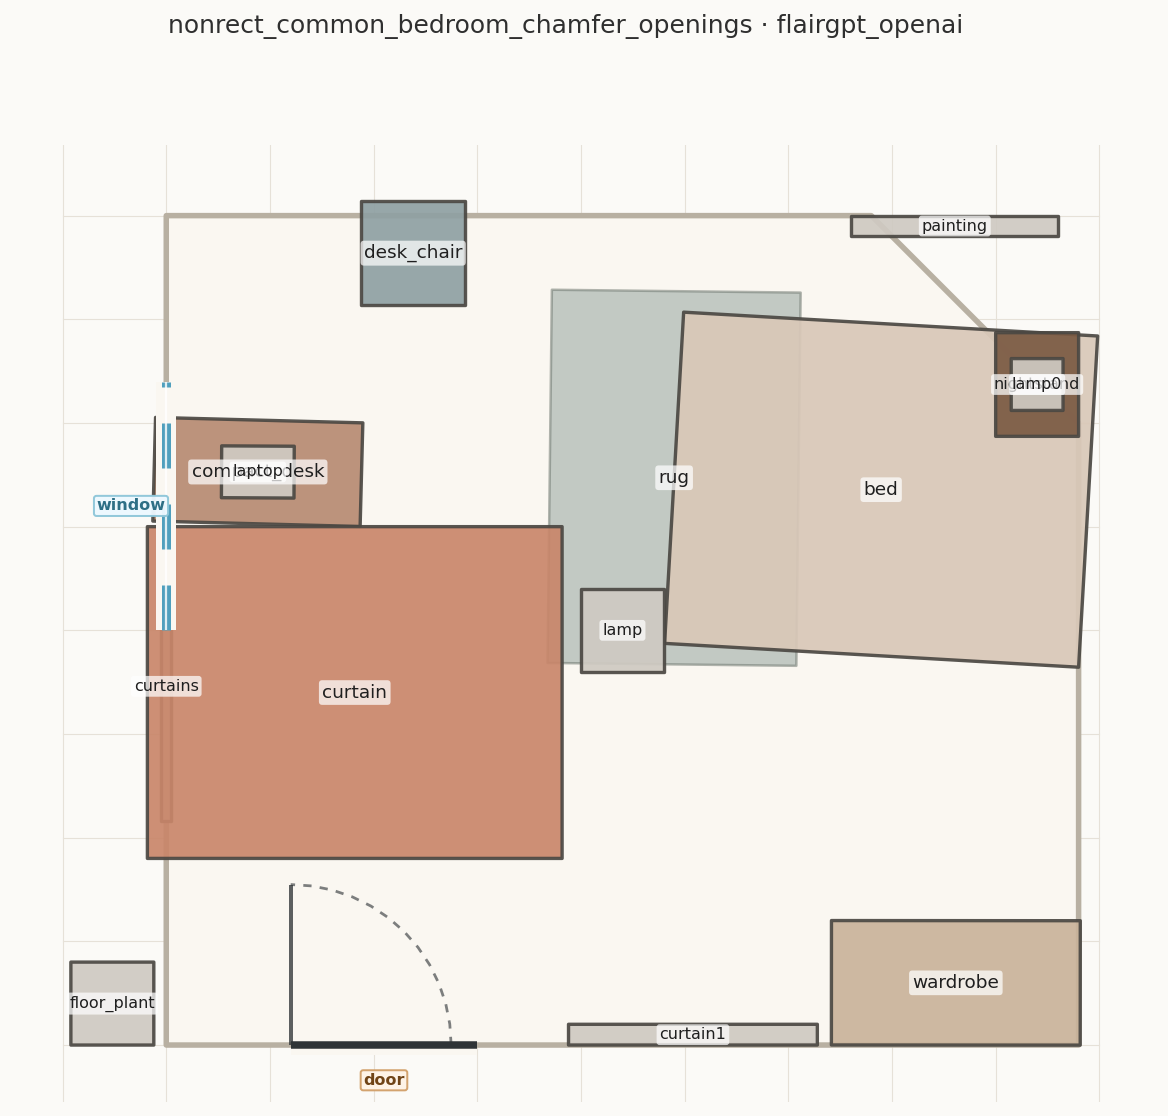 nonrect_common_bedroom_chamfer_openings · flairgpt_openai
painting
desk_chair
lamp0
laptop
rug
bed
window
lamp
curtains
curtain
wardrobe
floor_plant
curtain1
door